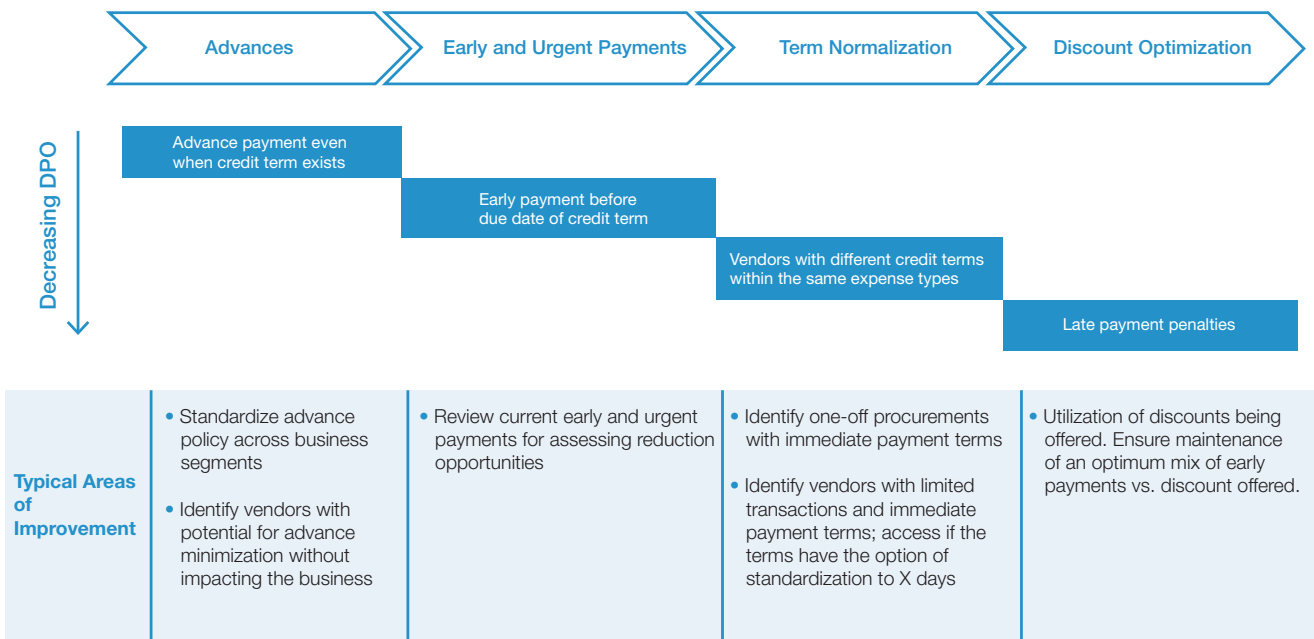 Advances
Early and Urgent Payments
Term Normalization
Discount Optimization
Decreasing DPO
Advance payment even
when credit term exists
Early payment before
due date of credit term
Vendors with different credit terms
within the same expense types
Late payment penalties
Typical Areas
of
Improvement
• Standardize advance
policy across business
segments
• Identify vendors with
potential for advance
minimization without
impacting the business
• Review current early and urgent
payments for assessing reduction
opportunities
• Identify one-off procurements
with immediate payment terms
• Identify vendors with limited
transactions and immediate
payment terms; access if the
terms have the option of
standardization to X days
• Utilization of discounts being
offered. Ensure maintenance
of an optimum mix of early
payments vs. discount offered.